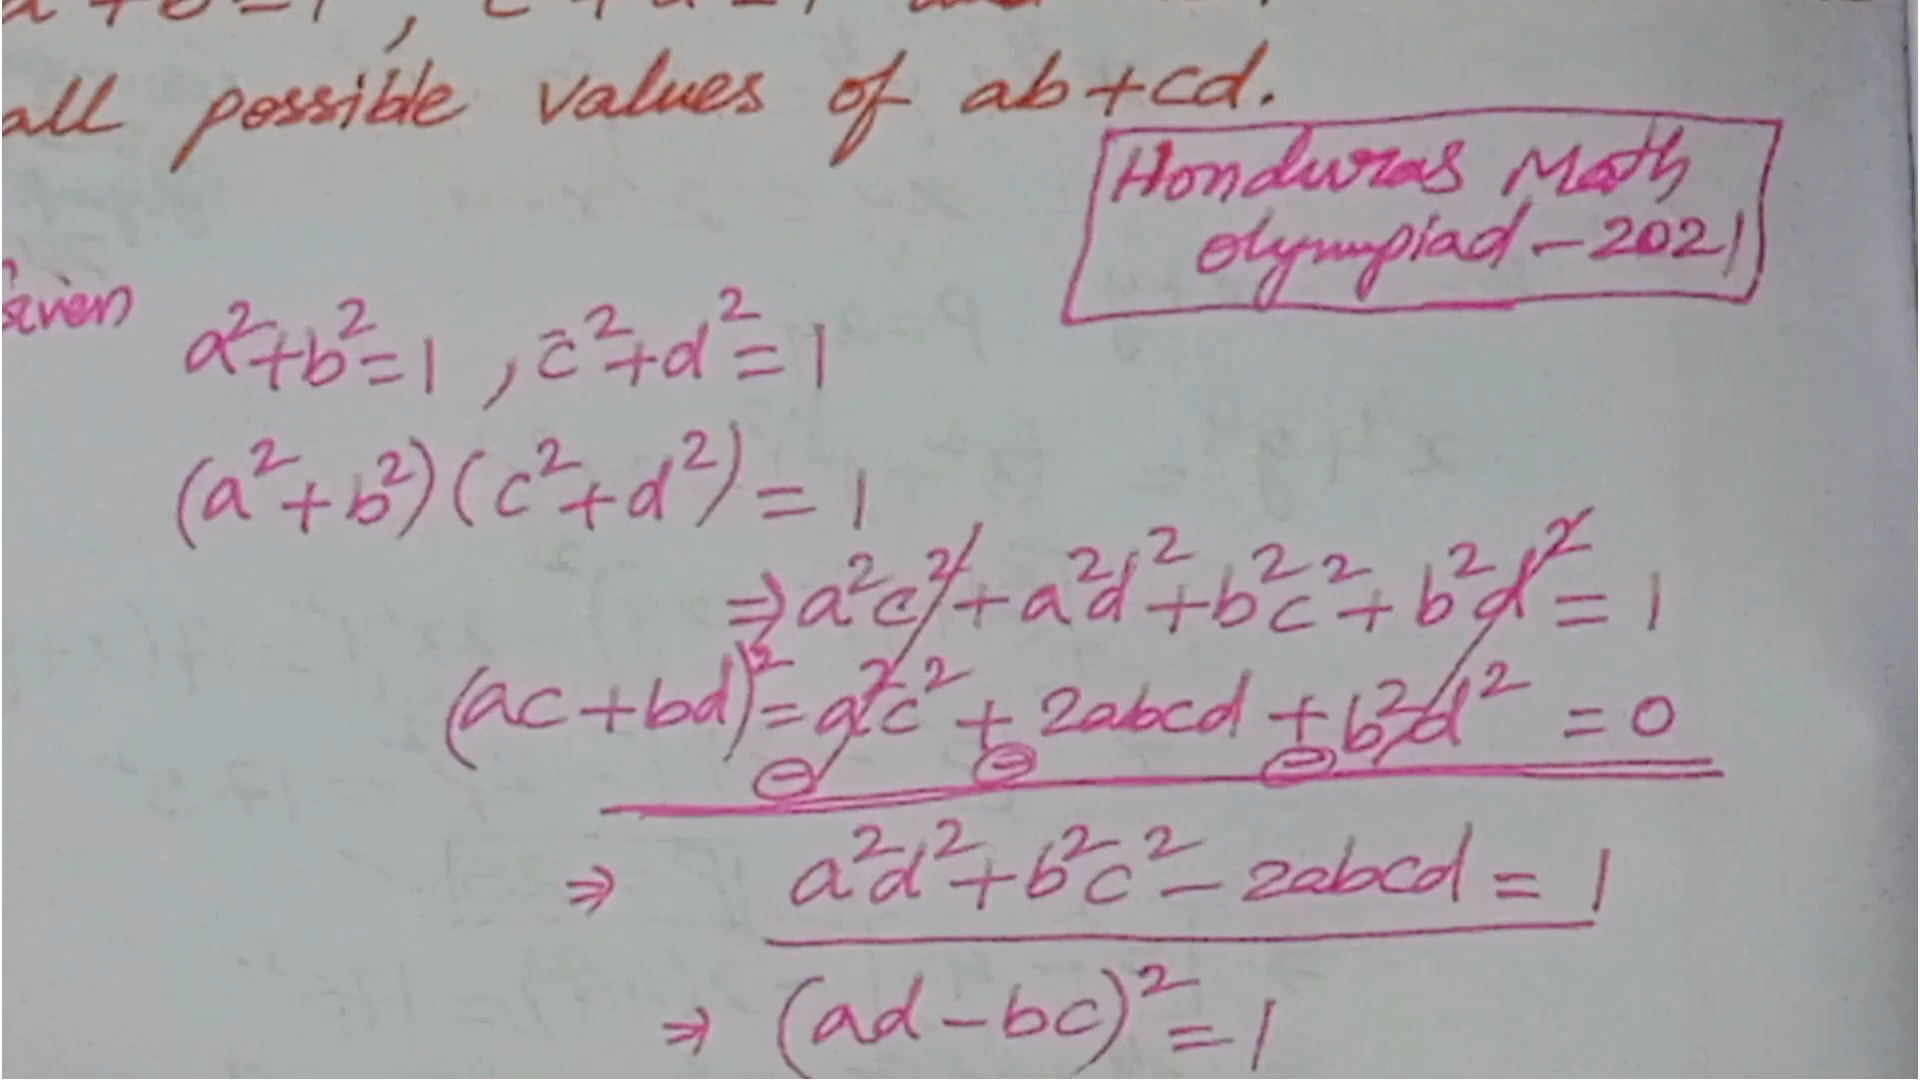 all possible values of ab+cd.
Honduras Math
Olympiad - 2021
a²+b²=1 , c²+d²=1
(a²+b²)(c²+d²) = 1
⇒ a²c² + a²d² + b²c² + b²d² = 1
(ac+bd)² = a²c² + 2abcd + b²d² = 0
⊖ ⊖ ⊖
⇒ a²d² + b²c² - 2abcd = 1
⇒ (ad-bc)² = 1